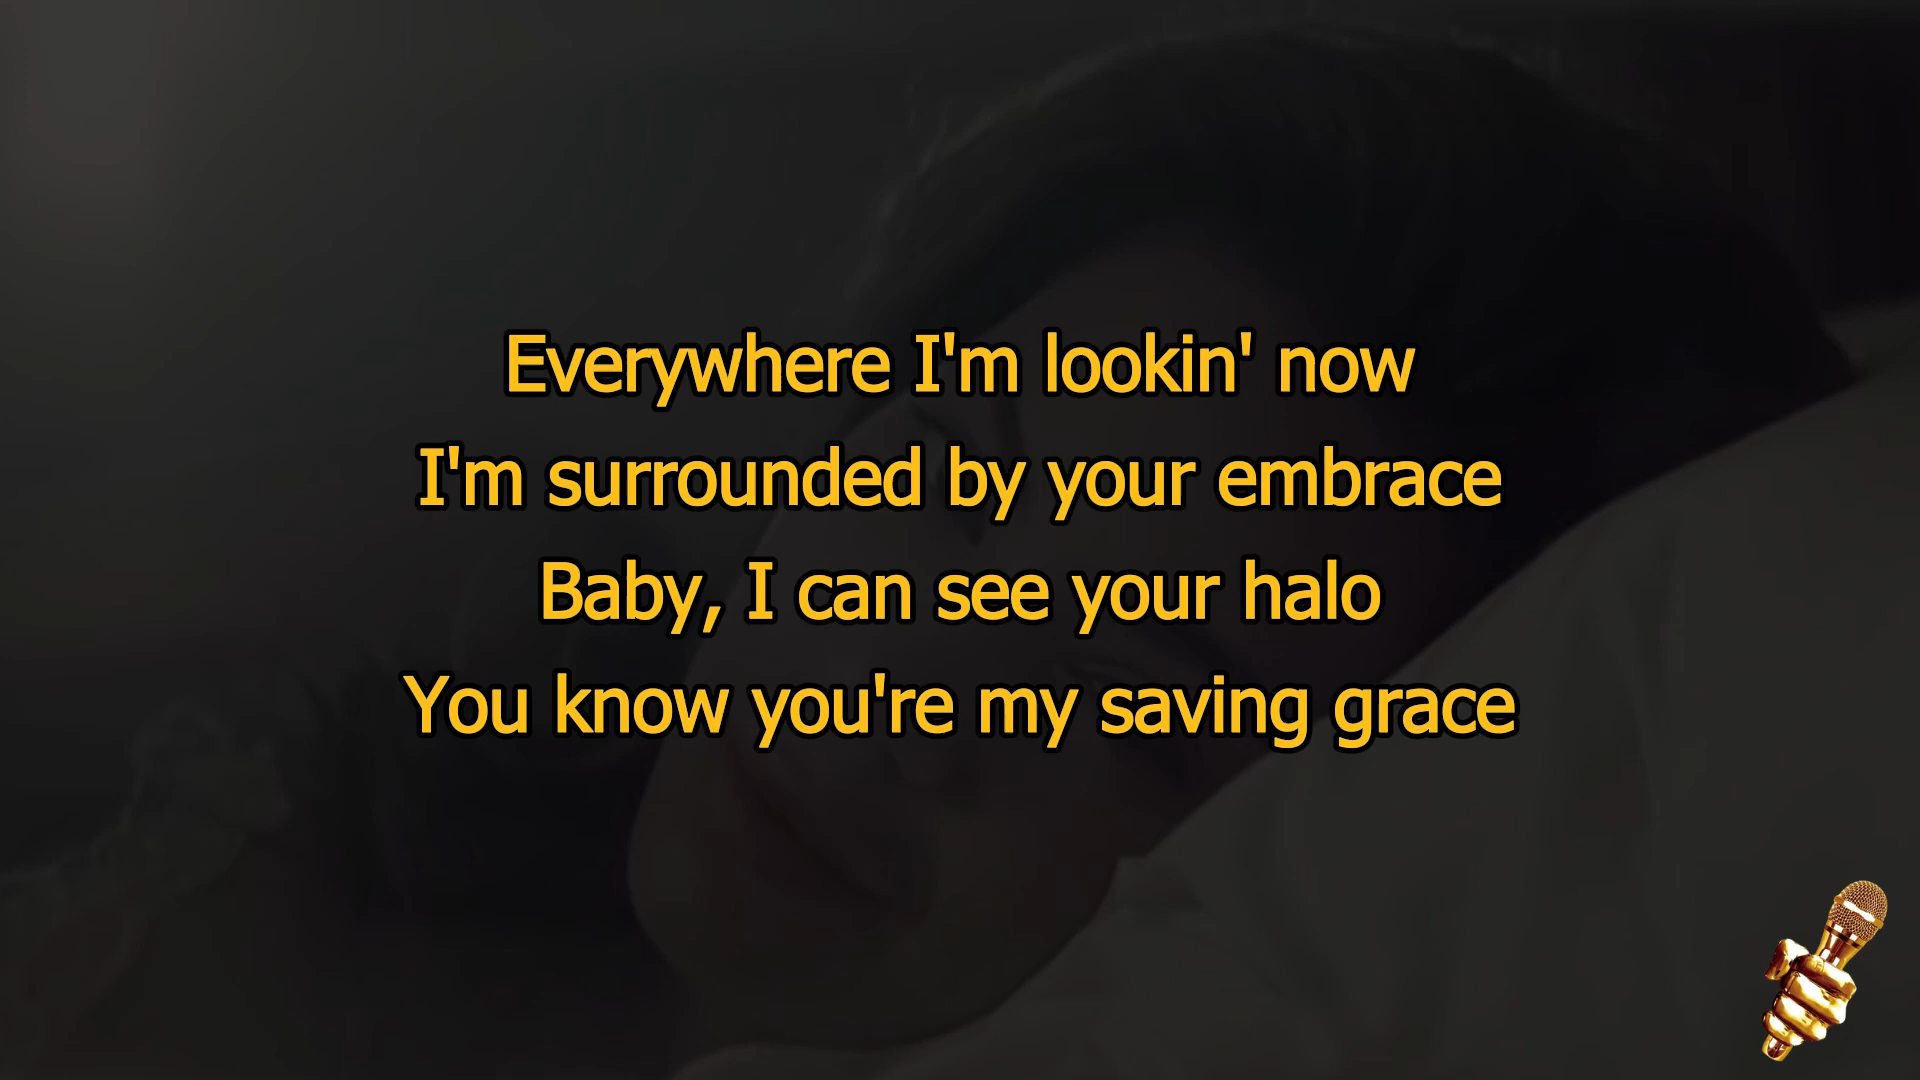 Everywhere I'm lookin' now
I'm surrounded by your embrace
Baby, I can see your halo
You know you're my saving grace